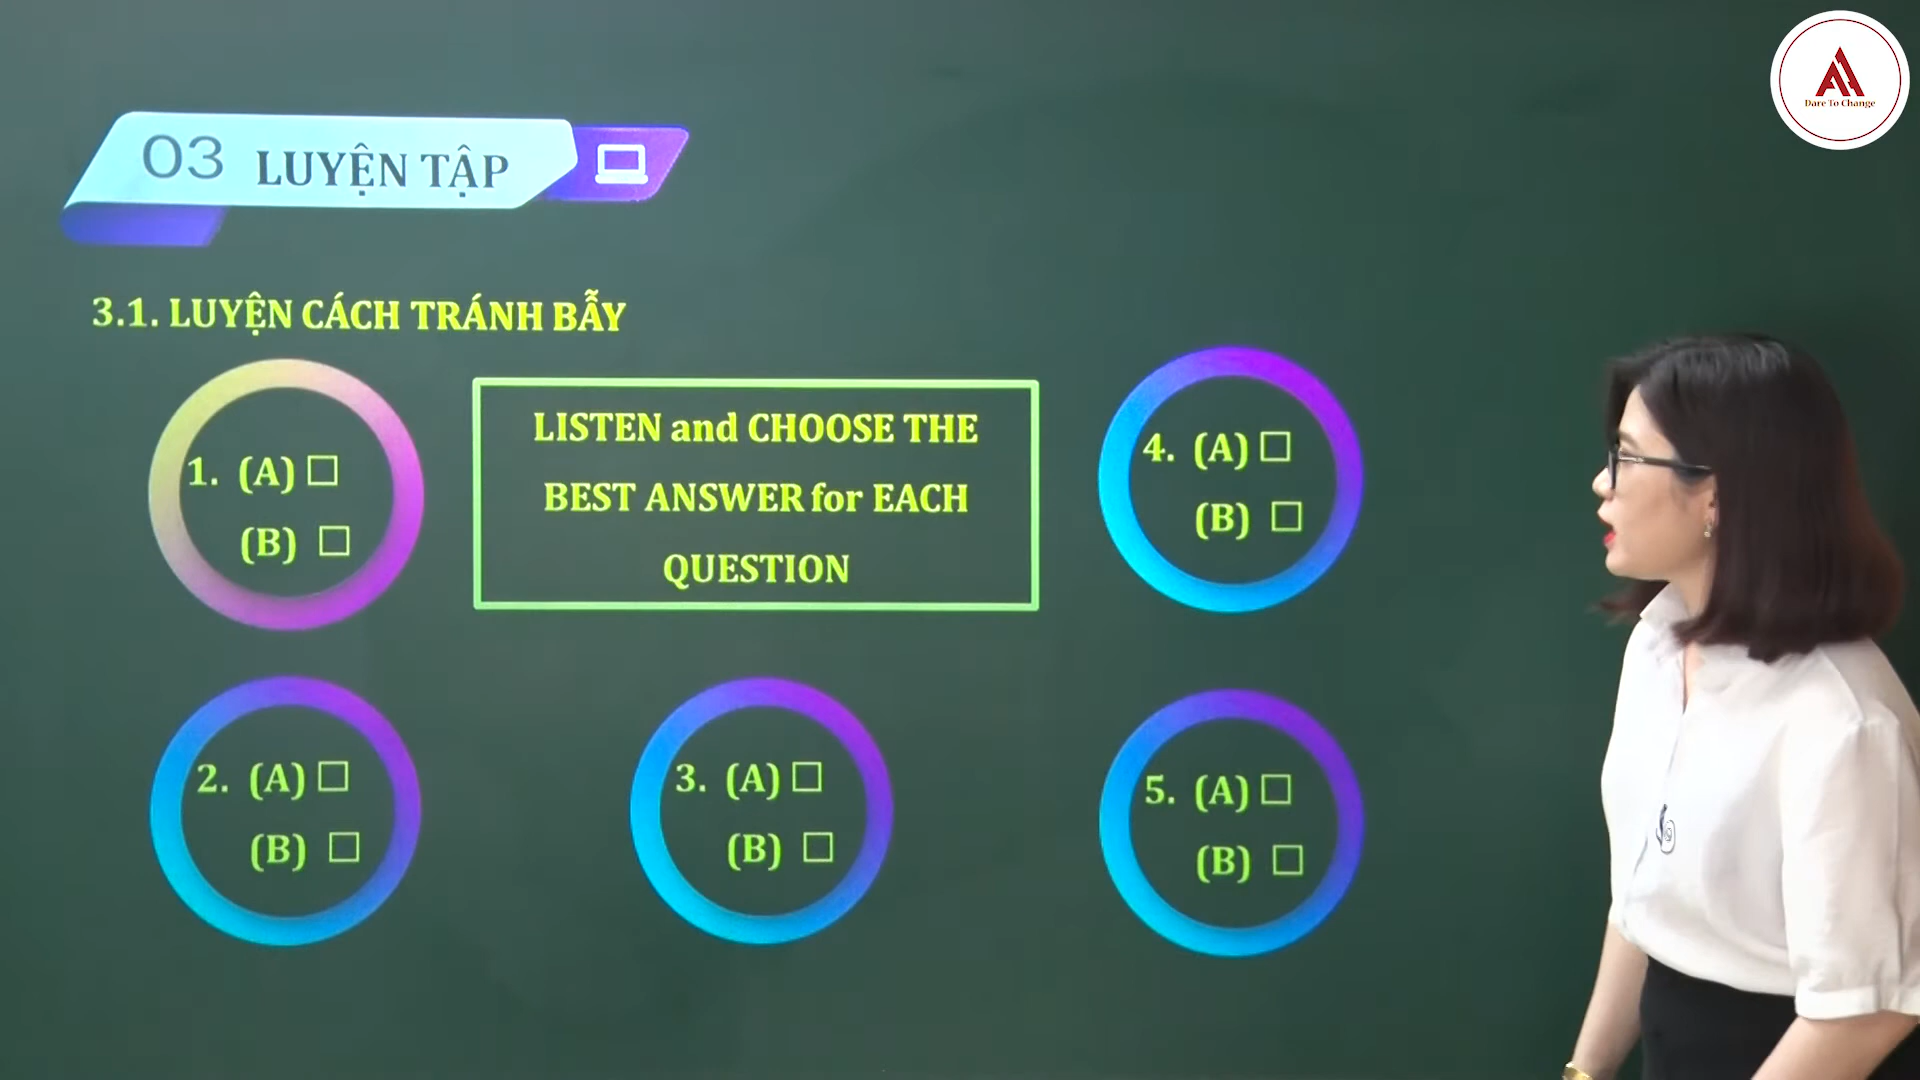 Dare To Change
03 LUYỆN TẬP
3.1. LUYỆN CÁCH TRÁNH BẪY
1. (A) ☐
(B) ☐
LISTEN and CHOOSE THE
BEST ANSWER for EACH
QUESTION
4. (A) ☐
(B) ☐
2. (A) ☐
(B) ☐
3. (A) ☐
(B) ☐
5. (A) ☐
(B) ☐